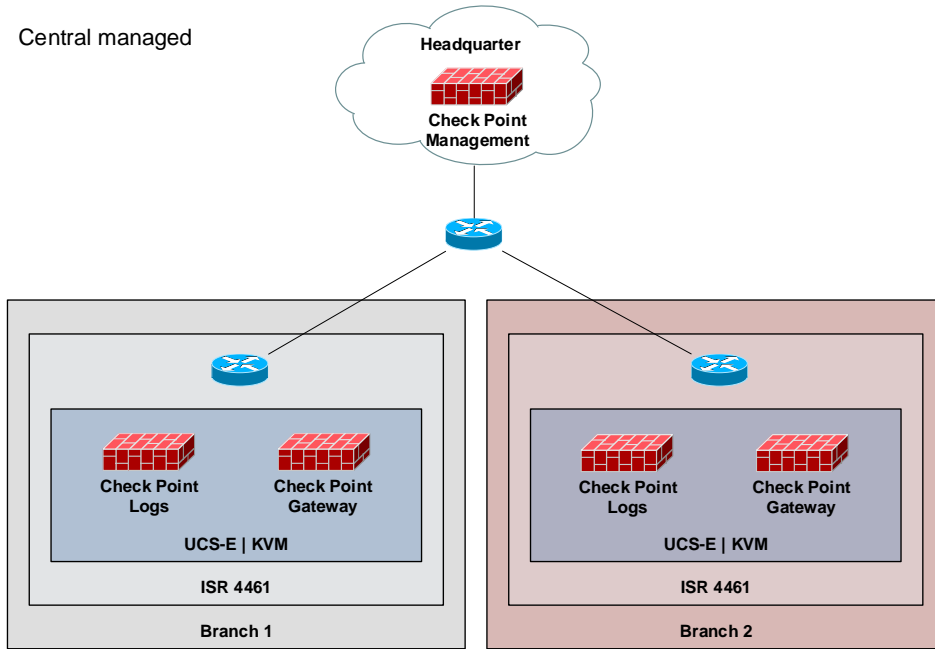 Central managed
Headquarter
Check Point
Management
Check Point
Logs
Check Point
Gateway
UCS-E | KVM
ISR 4461
Branch 1
Check Point
Logs
Check Point
Gateway
UCS-E | KVM
ISR 4461
Branch 2